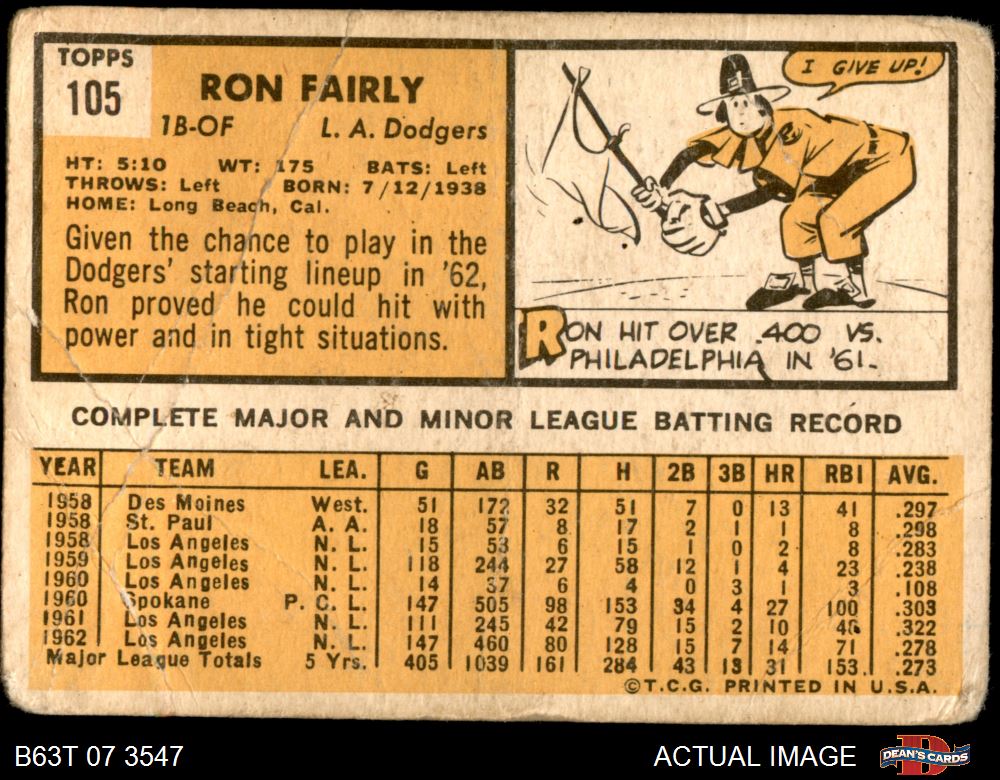 TOPPS
105
RON FAIRLY
1B-OF L. A. Dodgers
HT: 5:10 WT: 175 BATS: Left
THROWS: Left BORN: 7/12/1938
HOME: Long Beach, Cal.
Given the chance to play in the
Dodgers' starting lineup in '62,
Ron proved he could hit with
power and in tight situations.
I GIVE UP!
RON HIT OVER .400 VS.
PHILADELPHIA IN '61.
COMPLETE MAJOR AND MINOR LEAGUE BATTING RECORD
YEAR TEAM LEA. G AB R H 2B 3B HR RBI AVG.
1958 Des Moines West. 51 172 32 51 7 0 13 41 .297
1958 St. Paul A. A. 18 57 8 17 2 1 1 8 .298
1958 Los Angeles N. L. 15 53 6 15 1 0 2 8 .283
1959 Los Angeles N. L. 118 244 27 58 12 1 4 23 .238
1960 Los Angeles N. L. 14 37 6 4 0 3 1 3 .108
1960 Spokane P. C. L. 147 505 98 153 34 4 27 100 .303
1961 Los Angeles N. L. 111 245 42 79 15 2 10 48 .322
1962 Los Angeles N. L. 147 460 80 128 15 7 14 71 .278
Major League Totals 5 Yrs. 405 1039 161 284 43 13 31 153 .273
©T.C.G. PRINTED IN U.S.A.
B63T 07 3547 ACTUAL IMAGE DEAN'S CARDS